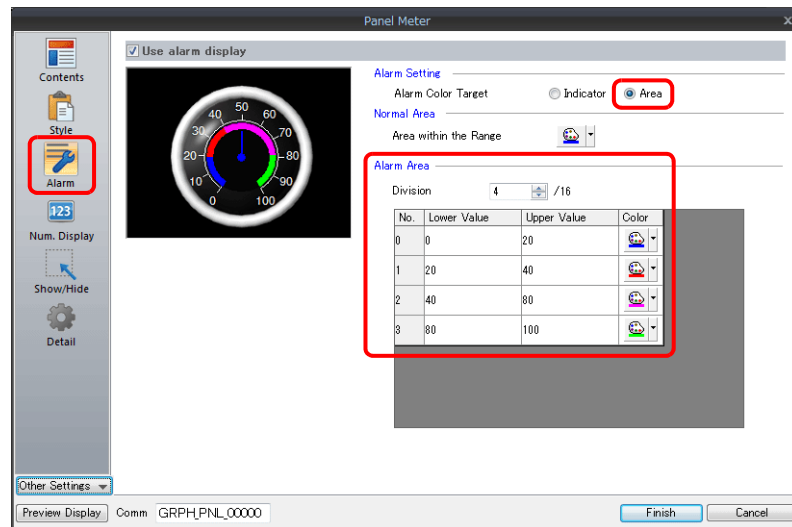 Panel Meter
x
Contents
Style
Alarm
123
Num. Display
Show/Hide
Detail
Other Settings
Use alarm display
0
10
20
30
40
50
60
70
80
90
100
Alarm Setting
Alarm Color Target Indicator Area
Normal Area
Area within the Range
Alarm Area
Division 4 /16
No. Lower Value Upper Value Color
0 0 20
1 20 40
2 40 80
3 80 100
Preview Display Comm GRPH_PNL_00000 Finish Cancel